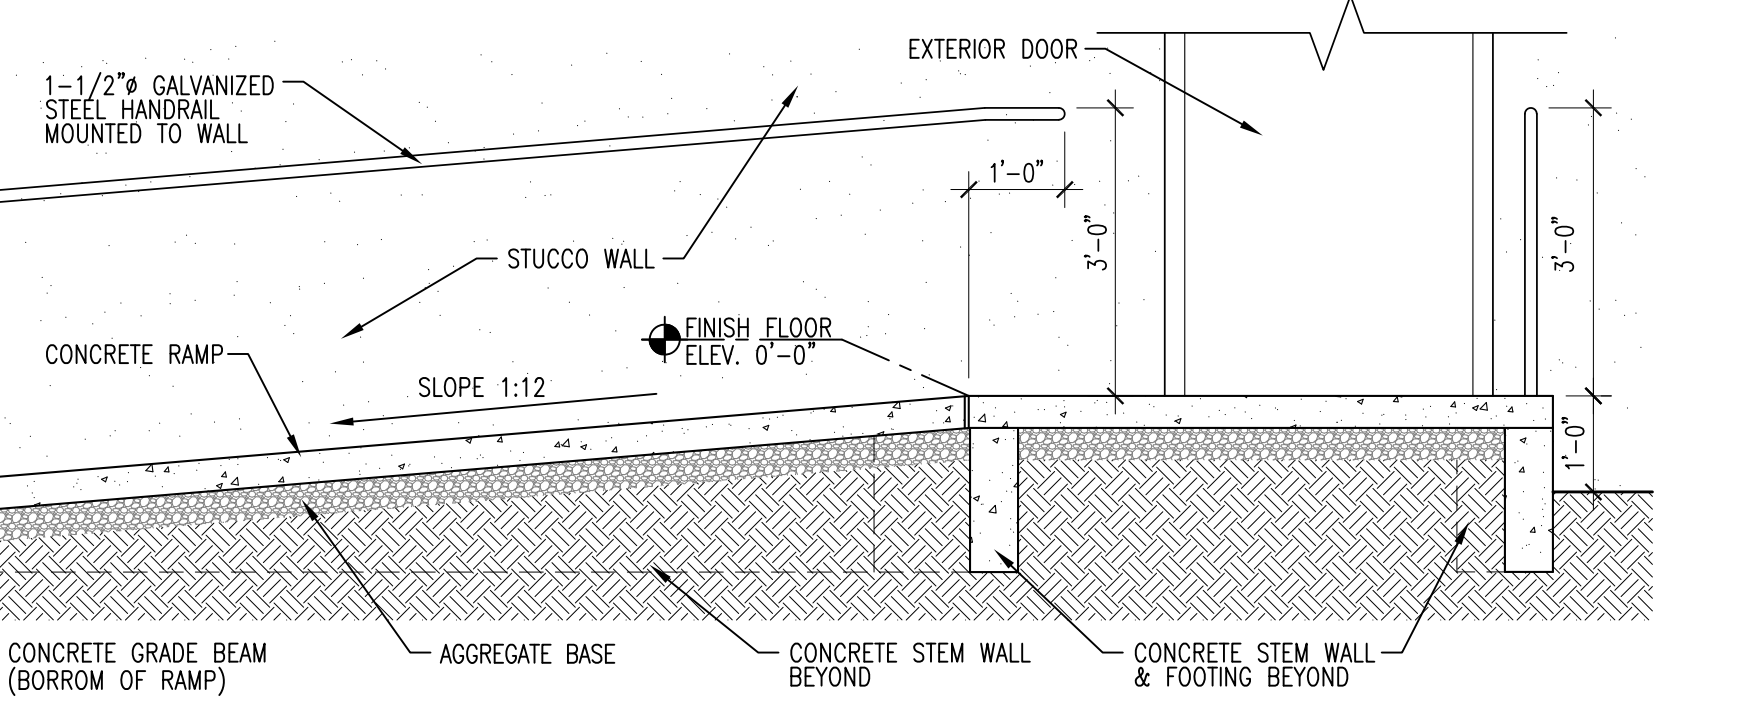 EXTERIOR DOOR
1-1/2"ø GALVANIZED
STEEL HANDRAIL
MOUNTED TO WALL
1'-0"
3'-0"
3'-0"
STUCCO WALL
FINISH FLOOR
ELEV. 0'-0"
CONCRETE RAMP
SLOPE 1:12
1'-0"
CONCRETE GRADE BEAM
(BORROM OF RAMP)
AGGREGATE BASE
CONCRETE STEM WALL
BEYOND
CONCRETE STEM WALL
& FOOTING BEYOND